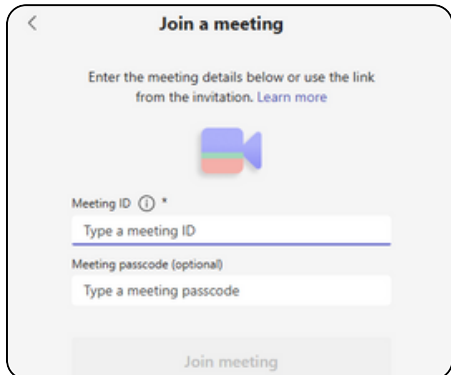 Join a meeting
Enter the meeting details below or use the link
from the invitation. Learn more
Meeting ID *
Type a meeting ID
Meeting passcode (optional)
Type a meeting passcode
Join meeting